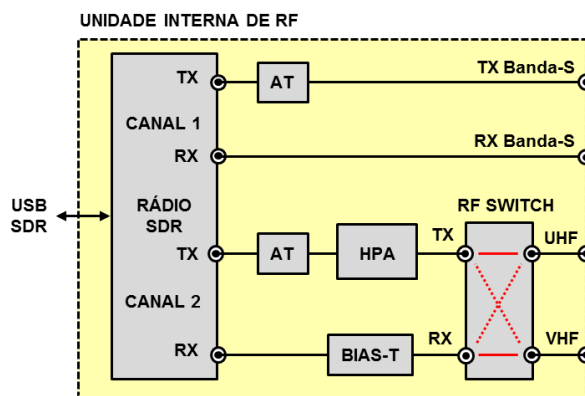 UNIDADE INTERNA DE RF
TX
AT
TX Banda-S
CANAL 1
RX
RX Banda-S
USB
SDR
RÁDIO
SDR
RF SWITCH
TX
AT
HPA
TX
UHF
CANAL 2
RX
BIAS-T
RX
VHF